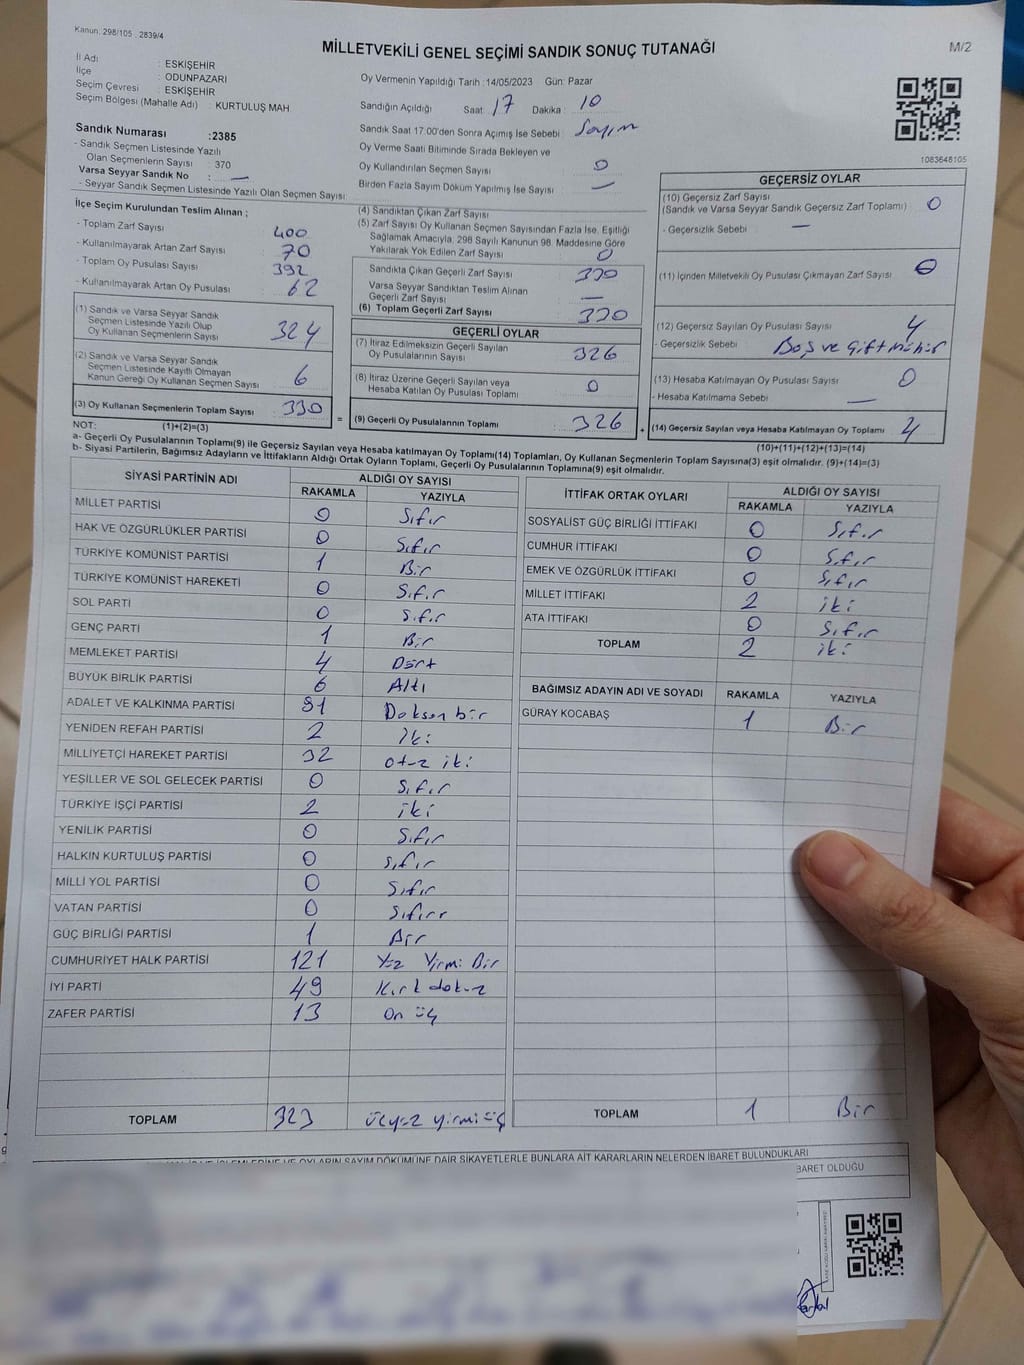 Kanun: 298/105 , 2839/4
MİLLETVEKİLİ GENEL SEÇİMİ SANDIK SONUÇ TUTANAĞI
M/2
İl Adı : ESKİŞEHİR
İlçe : ODUNPAZARI
Seçim Çevresi : ESKİŞEHİR
Seçim Bölgesi (Mahalle Adı) : KURTULUŞ MAH.
Sandık Numarası :2385
- Sandık Seçmen Listesinde Yazılı
Olan Seçmenlerin Sayısı : 370
Varsa Seyyar Sandık No : —
- Seyyar Sandık Seçmen Listesinde Yazılı Olan Seçmen Sayısı:
Oy Vermenin Yapıldığı Tarih : 14/05/2023 Gün: Pazar
Sandığın Açıldığı Saat : 17 Dakika : 10
Sandık Saat 17.00'den Sonra Açımış İse Sebebi : Sayım
Oy Verme Saati Bitiminde Sırada Bekleyen ve
Oy Kullandırılan Seçmen Sayısı : 0
Birden Fazla Sayım Döküm Yapılmış İse Sayısı : —
1083648105
İlçe Seçim Kurulundan Teslim Alınan ;
- Toplam Zarf Sayısı : 400
- Kullanılmayarak Artan Zarf Sayısı : 70
- Toplam Oy Pusulası Sayısı : 392
- Kullanılmayarak Artan Oy Pusulası : 62
(1) Sandık ve Varsa Seyyar Sandık
Seçmen Listesinde Yazılı Olup
Oy Kullanan Seçmenlerin Sayısı : 324
(2) Sandık ve Varsa Seyyar Sandık
Seçmen Listesinde Kayıtlı Olmayan
Kanun Gereği Oy Kullanan Seçmen Sayısı : 6
(3) Oy Kullanan Seçmenlerin Toplam Sayısı : 330
(4) Sandıktan Çıkan Zarf Sayısı
(5) Zarf Sayısı Oy Kullanan Seçmen Sayısından Fazla İse, Eşitliği
Sağlamak Amacıyla, 298 Sayılı Kanunun 98. Maddesine Göre
Yakılarak Yok Edilen Zarf Sayısı : 0
Sandıkta Çıkan Geçerli Zarf Sayısı : 330
Varsa Seyyar Sandıktan Teslim Alınan
Geçerli Zarf Sayısı : —
(6) Toplam Geçerli Zarf Sayısı : 330
GEÇERLİ OYLAR
(7) İtiraz Edilmeksizin Geçerli Sayılan
Oy Pusulalarının Sayısı : 326
(8) İtiraz Üzerine Geçerli Sayılan veya
Hesaba Katılan Oy Pusulası Toplamı : 0
= (9) Geçerli Oy Pusulalarının Toplamı : 326
GEÇERSİZ OYLAR
(10) Geçersiz Zarf Sayısı
(Sandık ve Varsa Seyyar Sandık Geçersiz Zarf Toplamı) : 0
- Geçersizlik Sebebi : —
(11) İçinden Milletvekili Oy Pusulası Çıkmayan Zarf Sayısı : 0
(12) Geçersiz Sayılan Oy Pusulası Sayısı : 4
- Geçersizlik Sebebi : Boş ve Çift mühür
(13) Hesaba Katılmayan Oy Pusulası Sayısı : 0
- Hesaba Katılmama Sebebi : —
+ (14) Geçersiz Sayılan veya Hesaba Katılmayan Oy Toplamı : 4
NOT: (1)+(2)=(3)
(10)+(11)+(12)+(13)=(14)
a- Geçerli Oy Pusulalarının Toplamı(9) ile Geçersiz Sayılan veya Hesaba katılmayan Oy Toplamı(14) Toplamları, Oy Kullanan Seçmenlerin Toplam Sayısına(3) eşit olmalıdır. (9)+(14)=(3)
b- Siyasi Partilerin, Bağımsız Adayların ve İttifakların Aldığı Ortak Oyların Toplamı, Geçerli Oy Pusulalarının Toplamına(9) eşit olmalıdır.
SİYASİ PARTİNİN ADI ALDIĞI OY SAYISI
RAKAMLA YAZIYLA
MİLLET PARTİSİ 0 Sıfır
HAK VE ÖZGÜRLÜKLER PARTİSİ 0 Sıfır
TÜRKİYE KOMÜNİST PARTİSİ 1 Bir
TÜRKİYE KOMÜNİST HAREKETİ 0 Sıfır
SOL PARTİ 0 Sıfır
GENÇ PARTİ 1 Bir
MEMLEKET PARTİSİ 4 Dört
BÜYÜK BİRLİK PARTİSİ 6 Altı
ADALET VE KALKINMA PARTİSİ 91 Doksan bir
YENİDEN REFAH PARTİSİ 2 İki
MİLLİYETÇİ HAREKET PARTİSİ 32 Otuz iki
YEŞİLLER VE SOL GELECEK PARTİSİ 0 Sıfır
TÜRKİYE İŞÇİ PARTİSİ 2 iki
YENİLİK PARTİSİ 0 Sıfır
HALKIN KURTULUŞ PARTİSİ 0 Sıfır
MİLLİ YOL PARTİSİ 0 Sıfır
VATAN PARTİSİ 0 Sıfırr
GÜÇ BİRLİĞİ PARTİSİ 1 Bir
CUMHURİYET HALK PARTİSİ 121 Yüz Yirmi Bir
İYİ PARTİ 49 Kırk dokuz
ZAFER PARTİSİ 13 On üç
TOPLAM 323 üçyüz yirmi üç
İTTİFAK ORTAK OYLARI ALDIĞI OY SAYISI
RAKAMLA YAZIYLA
SOSYALİST GÜÇ BİRLİĞİ İTTİFAKI 0 Sıfır
CUMHUR İTTİFAKI 0 Sıfır
EMEK VE ÖZGÜRLÜK İTTİFAKI 0 Sıfır
MİLLET İTTİFAKI 2 iki
ATA İTTİFAKI 0 Sıfır
TOPLAM 2 iki
BAĞIMSIZ ADAYIN ADI VE SOYADI RAKAMLA YAZIYLA
GÜRAY KOCABAŞ 1 Bir
TOPLAM 1 Bir
İŞLEMLERİNE VE OYLARIN SAYIM DÖKÜMÜNE DAİR ŞİKAYETLERLE BUNLARA AİT KARARLARIN NELERDEN İBARET BULUNDUKLARI
BARET OLDUĞU